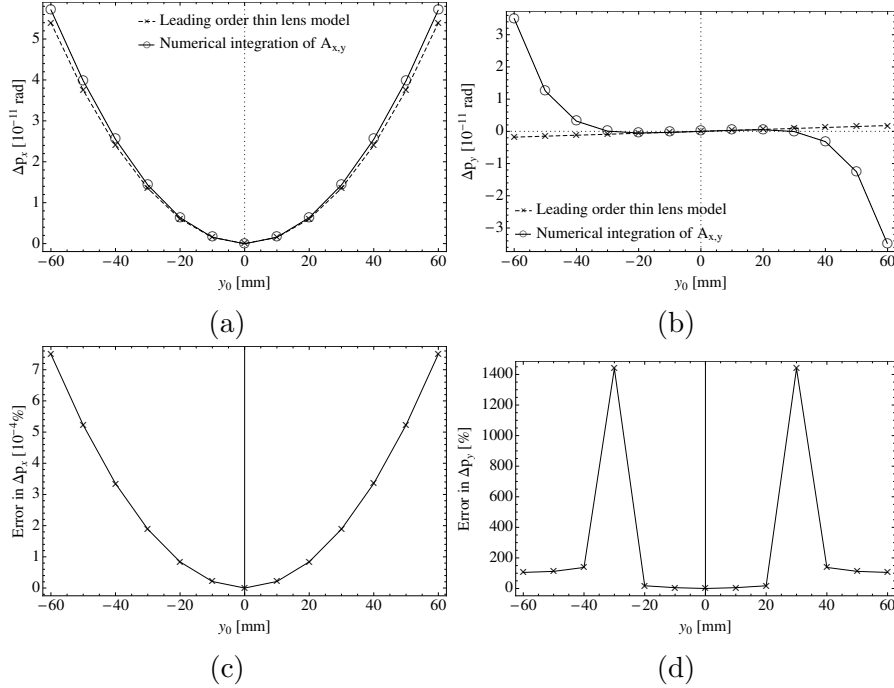 Δp_x [10^-11 rad]
5
4
3
2
1
0
Leading order thin lens model
Numerical integration of A_x,y
−60 −40 −20 0 20 40 60
y_0 [mm]
(a)
Δp_y [10^-11 rad]
3
2
1
0
−1
−2
−3
Leading order thin lens model
Numerical integration of A_x,y
−60 −40 −20 0 20 40 60
y_0 [mm]
(b)
Error in Δp_x [10^-4%]
7
6
5
4
3
2
1
0
−60 −40 −20 0 20 40 60
y_0 [mm]
(c)
Error in Δp_y [%]
1400
1200
1000
800
600
400
200
0
−60 −40 −20 0 20 40 60
y_0 [mm]
(d)